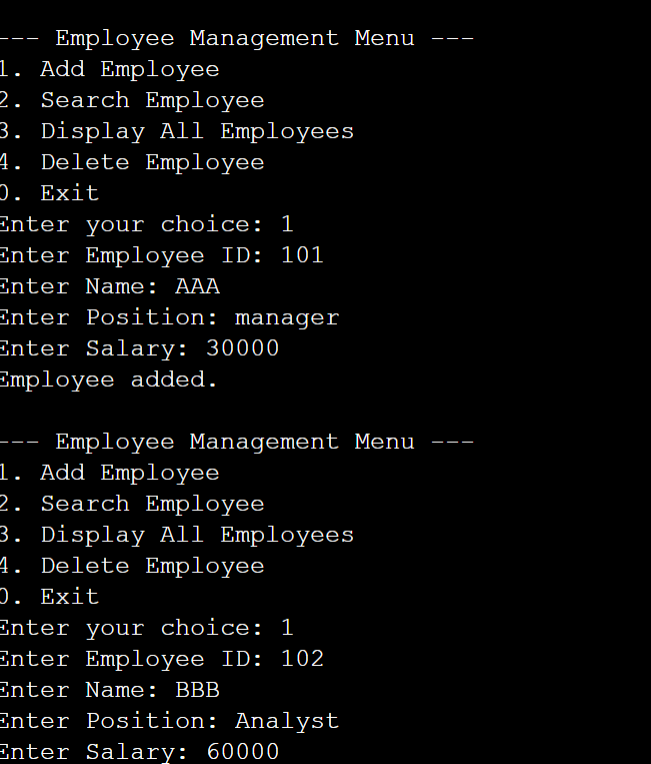 --- Employee Management Menu ---
1. Add Employee
2. Search Employee
3. Display All Employees
4. Delete Employee
0. Exit
Enter your choice: 1
Enter Employee ID: 101
Enter Name: AAA
Enter Position: manager
Enter Salary: 30000
Employee added.
--- Employee Management Menu ---
1. Add Employee
2. Search Employee
3. Display All Employees
4. Delete Employee
0. Exit
Enter your choice: 1
Enter Employee ID: 102
Enter Name: BBB
Enter Position: Analyst
Enter Salary: 60000